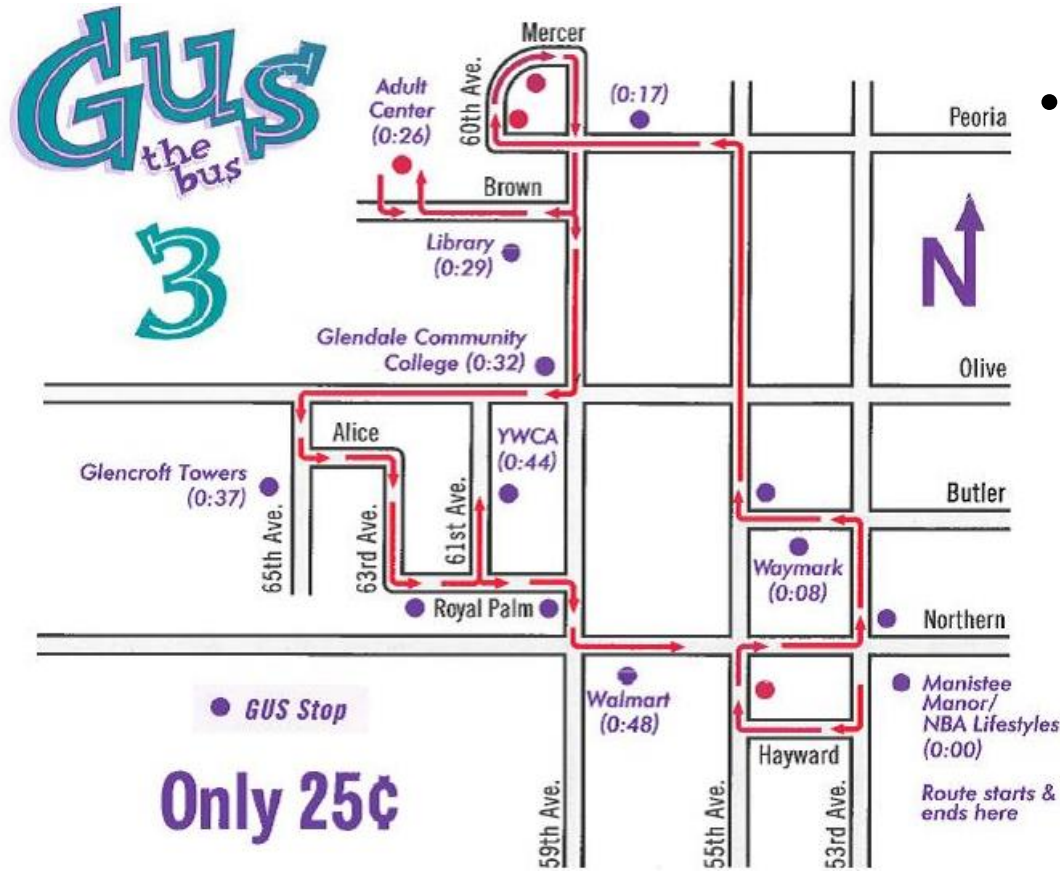 Gus
the
bus
3
Mercer
60th Ave.
Adult
Center
(0:26)
(0:17)
Peoria
Brown
Library
(0:29)
N
Glendale Community
College (0:32)
Olive
Alice
YWCA
(0:44)
Glencroft Towers
(0:37)
65th Ave.
63rd Ave.
61st Ave.
Butler
Waymark
(0:08)
Royal Palm
Northern
GUS Stop
Walmart
(0:48)
Manistee
Manor/
NBA Lifestyles
(0:00)
Hayward
Route starts &
ends here
Only 25¢
59th Ave.
55th Ave.
53rd Ave.